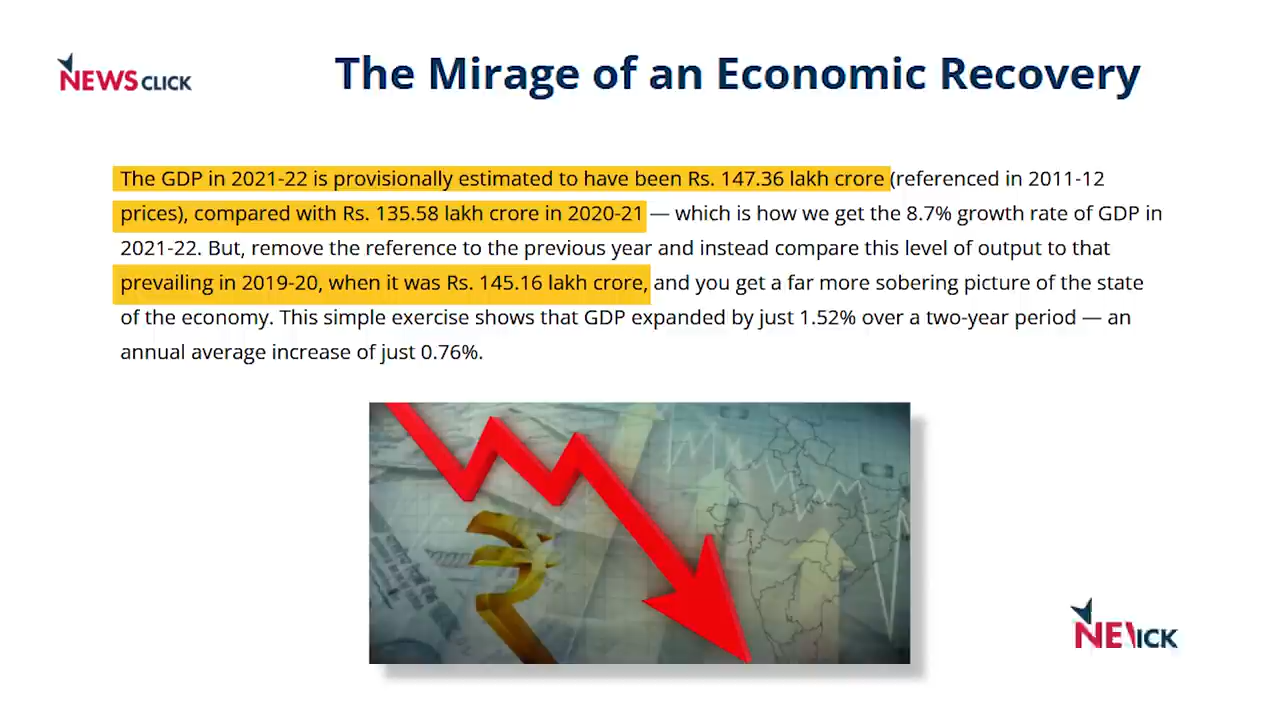 NEWSCLICK
The Mirage of an Economic Recovery
The GDP in 2021-22 is provisionally estimated to have been Rs. 147.36 lakh crore (referenced in 2011-12
prices), compared with Rs. 135.58 lakh crore in 2020-21 — which is how we get the 8.7% growth rate of GDP in
2021-22. But, remove the reference to the previous year and instead compare this level of output to that
prevailing in 2019-20, when it was Rs. 145.16 lakh crore, and you get a far more sobering picture of the state
of the economy. This simple exercise shows that GDP expanded by just 1.52% over a two-year period — an
annual average increase of just 0.76%.
₹